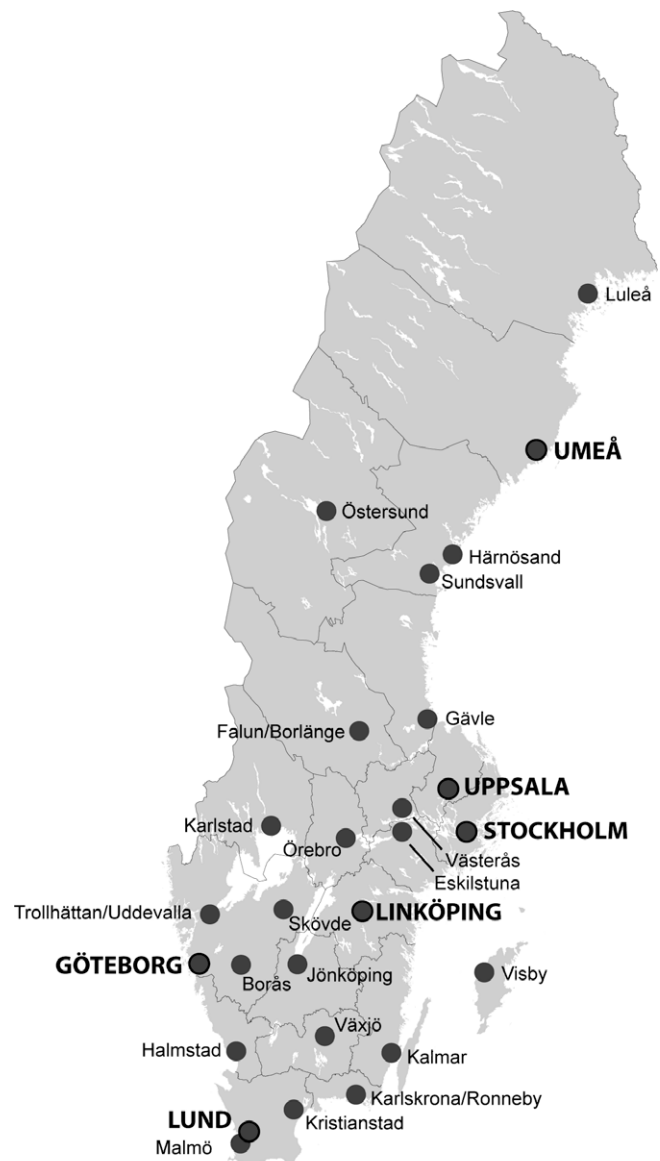 Luleå
UMEÅ
Östersund
Härnösand
Sundsvall
Gävle
Falun/Borlänge
UPPSALA
Karlstad
STOCKHOLM
Örebro
Västerås
Eskilstuna
Trollhättan/Uddevalla
LINKÖPING
Skövde
GÖTEBORG
Borås
Jönköping
Visby
Växjö
Halmstad
Kalmar
Karlskrona/Ronneby
LUND
Kristianstad
Malmö